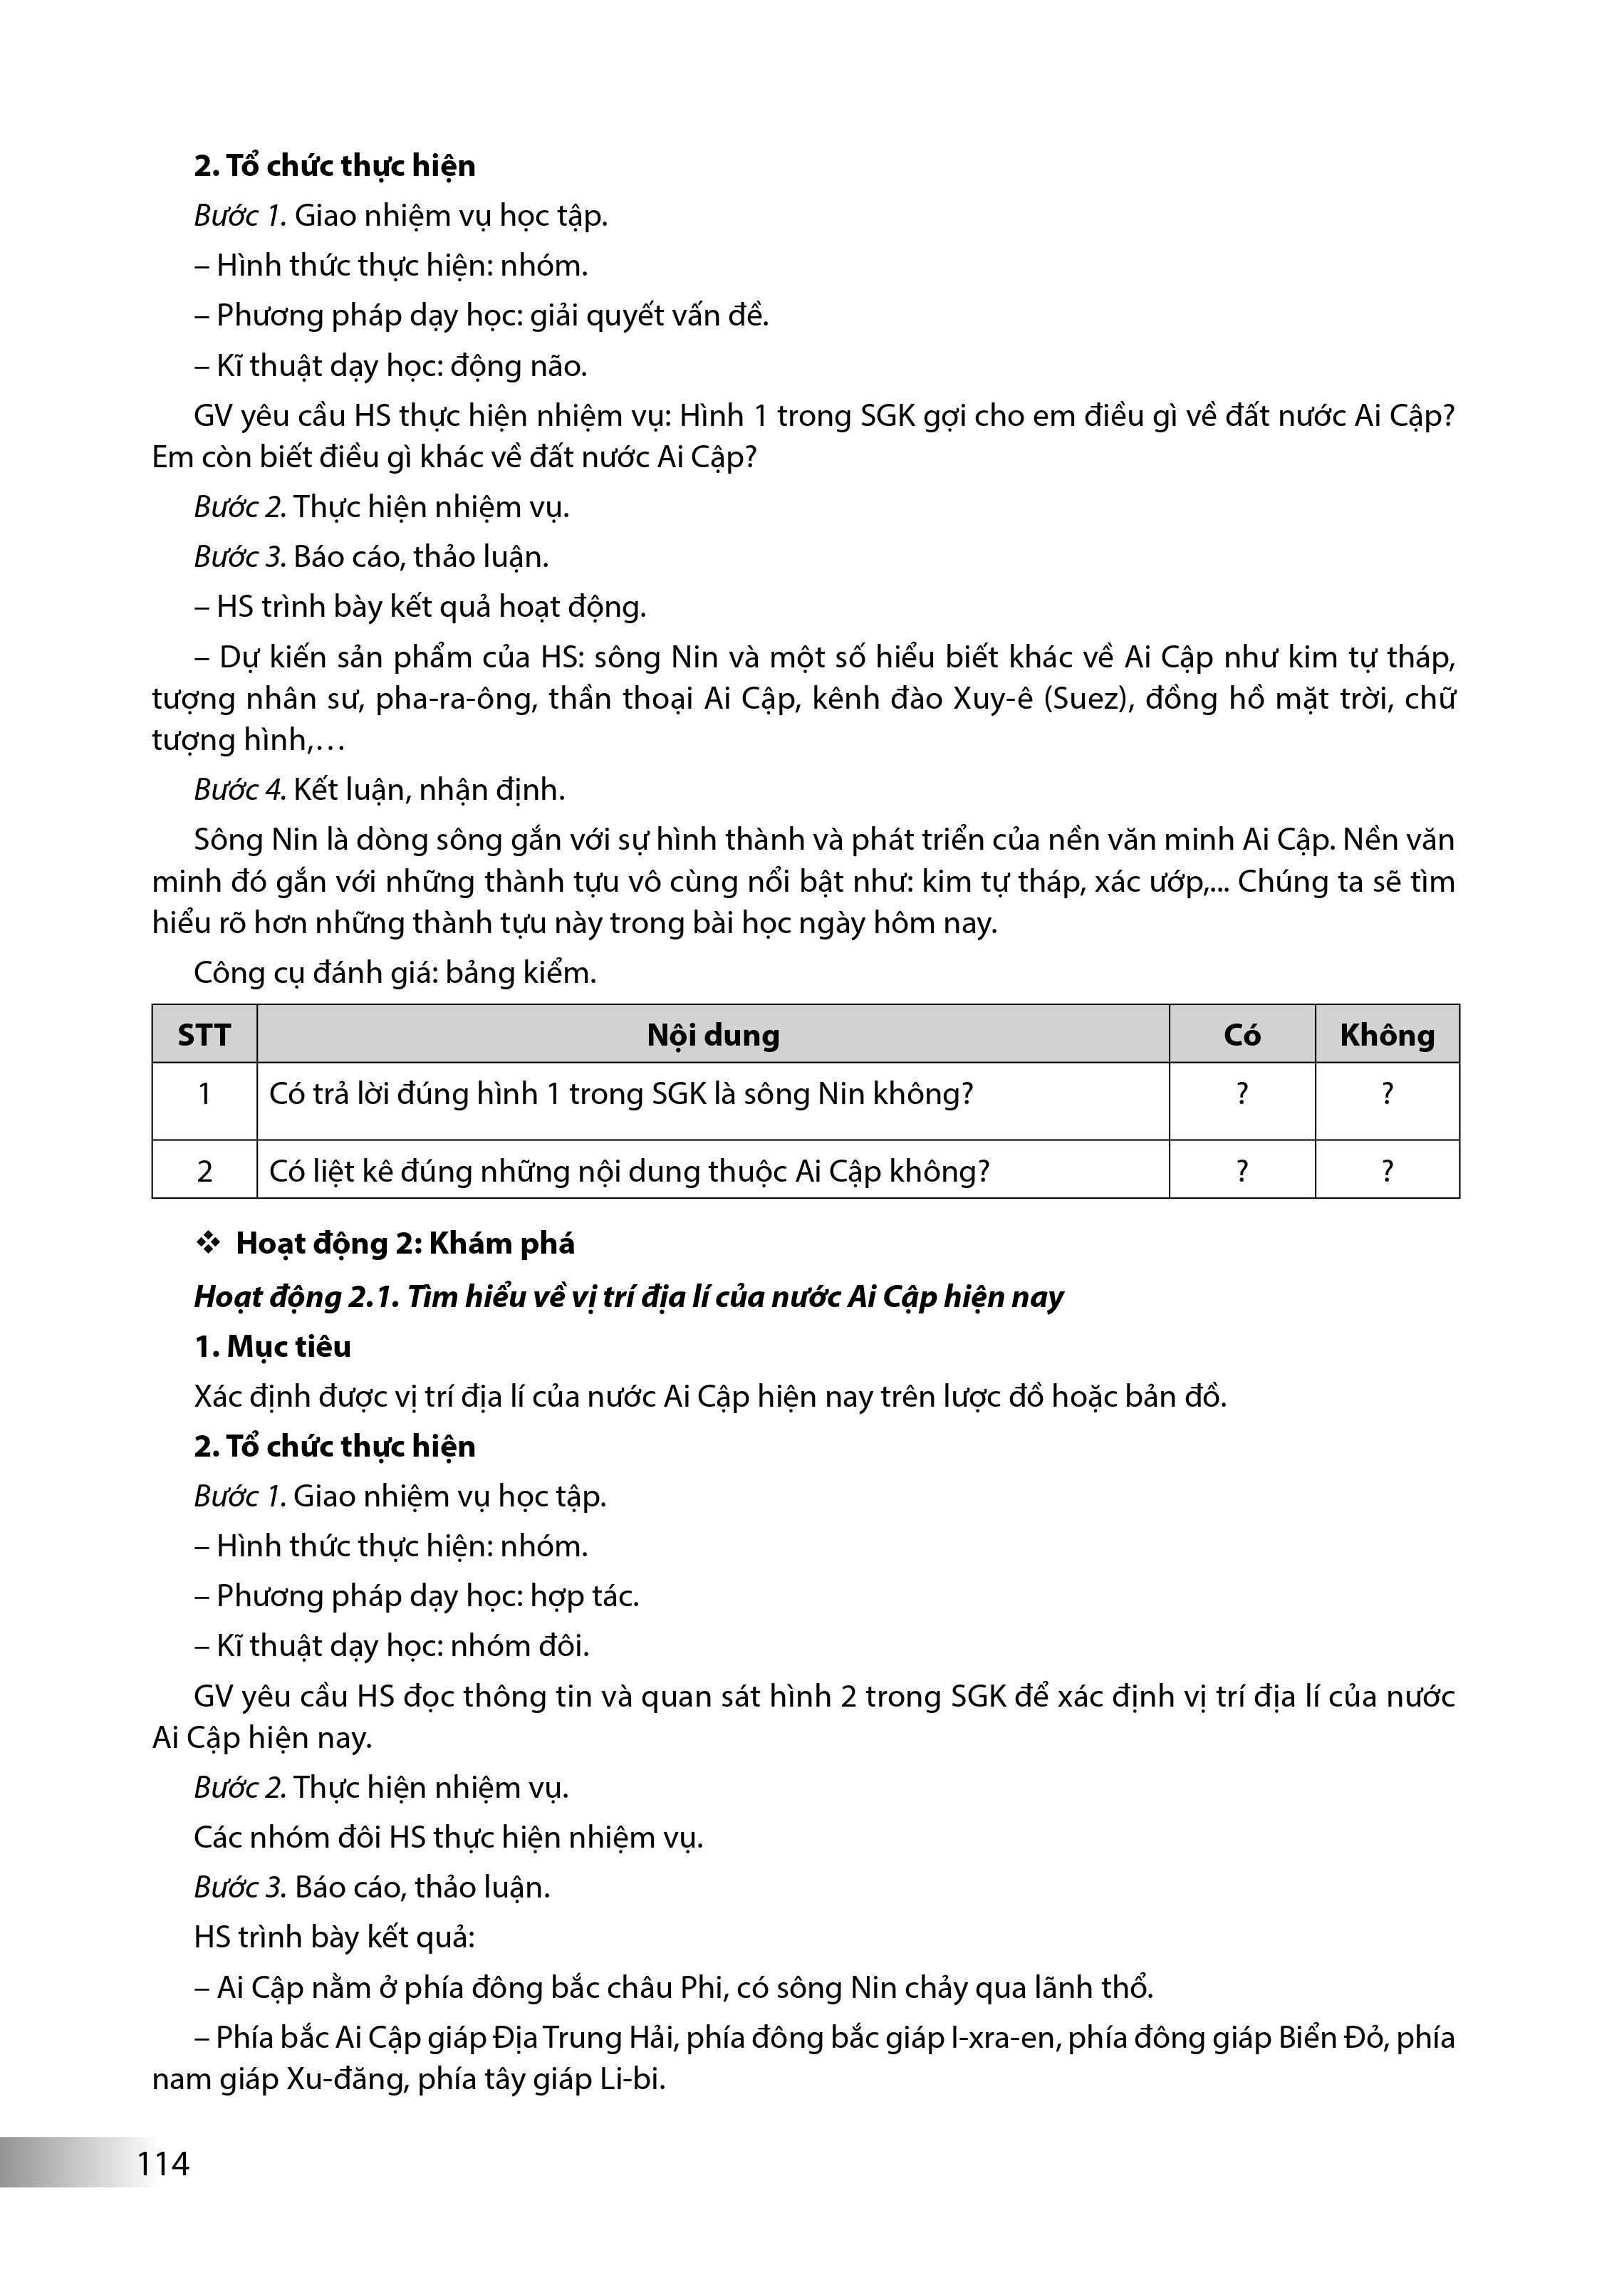 2. Tổ chức thực hiện
Bước 1. Giao nhiệm vụ học tập.
– Hình thức thực hiện: nhóm.
– Phương pháp dạy học: giải quyết vấn đề.
– Kĩ thuật dạy học: động não.
GV yêu cầu HS thực hiện nhiệm vụ: Hình 1 trong SGK gợi cho em điều gì về đất nước Ai Cập?
Em còn biết điều gì khác về đất nước Ai Cập?
Bước 2. Thực hiện nhiệm vụ.
Bước 3. Báo cáo, thảo luận.
– HS trình bày kết quả hoạt động.
– Dự kiến sản phẩm của HS: sông Nin và một số hiểu biết khác về Ai Cập như kim tự tháp,
tượng nhân sư, pha-ra-ông, thần thoại Ai Cập, kênh đào Xuy-ê (Suez), đồng hồ mặt trời, chữ
tượng hình,…
Bước 4. Kết luận, nhận định.
Sông Nin là dòng sông gắn với sự hình thành và phát triển của nền văn minh Ai Cập. Nền văn
minh đó gắn với những thành tựu vô cùng nổi bật như: kim tự tháp, xác ướp,... Chúng ta sẽ tìm
hiểu rõ hơn những thành tựu này trong bài học ngày hôm nay.
Công cụ đánh giá: bảng kiểm.
STT Nội dung Có Không
1 Có trả lời đúng hình 1 trong SGK là sông Nin không? ? ?
2 Có liệt kê đúng những nội dung thuộc Ai Cập không? ? ?
❖ Hoạt động 2: Khám phá
Hoạt động 2.1. Tìm hiểu về vị trí địa lí của nước Ai Cập hiện nay
1. Mục tiêu
Xác định được vị trí địa lí của nước Ai Cập hiện nay trên lược đồ hoặc bản đồ.
2. Tổ chức thực hiện
Bước 1. Giao nhiệm vụ học tập.
– Hình thức thực hiện: nhóm.
– Phương pháp dạy học: hợp tác.
– Kĩ thuật dạy học: nhóm đôi.
GV yêu cầu HS đọc thông tin và quan sát hình 2 trong SGK để xác định vị trí địa lí của nước
Ai Cập hiện nay.
Bước 2. Thực hiện nhiệm vụ.
Các nhóm đôi HS thực hiện nhiệm vụ.
Bước 3. Báo cáo, thảo luận.
HS trình bày kết quả:
– Ai Cập nằm ở phía đông bắc châu Phi, có sông Nin chảy qua lãnh thổ.
– Phía bắc Ai Cập giáp Địa Trung Hải, phía đông bắc giáp I-xra-en, phía đông giáp Biển Đỏ, phía
nam giáp Xu-đăng, phía tây giáp Li-bi.
114